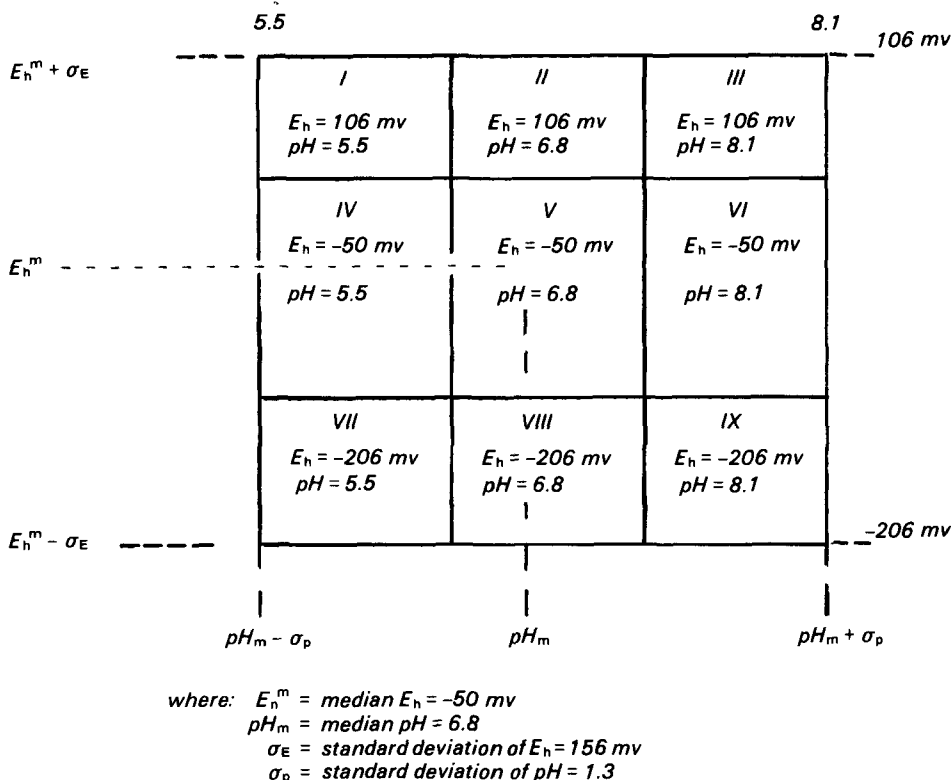 5.5 8.1
106 mv
E_h^m + σ_E
I II III
E_h = 106 mv E_h = 106 mv E_h = 106 mv
pH = 5.5 pH = 6.8 pH = 8.1
IV V VI
E_h = -50 mv E_h = -50 mv E_h = -50 mv
E_h^m
pH = 5.5 pH = 6.8 pH = 8.1
VII VIII IX
E_h = -206 mv E_h = -206 mv E_h = -206 mv
pH = 5.5 pH = 6.8 pH = 8.1
E_h^m - σ_E -206 mv
pH_m - σ_p pH_m pH_m + σ_p
where: E_n^m = median E_h = -50 mv
pH_m = median pH = 6.8
σ_E = standard deviation of E_h = 156 mv
σ_p = standard deviation of pH = 1.3